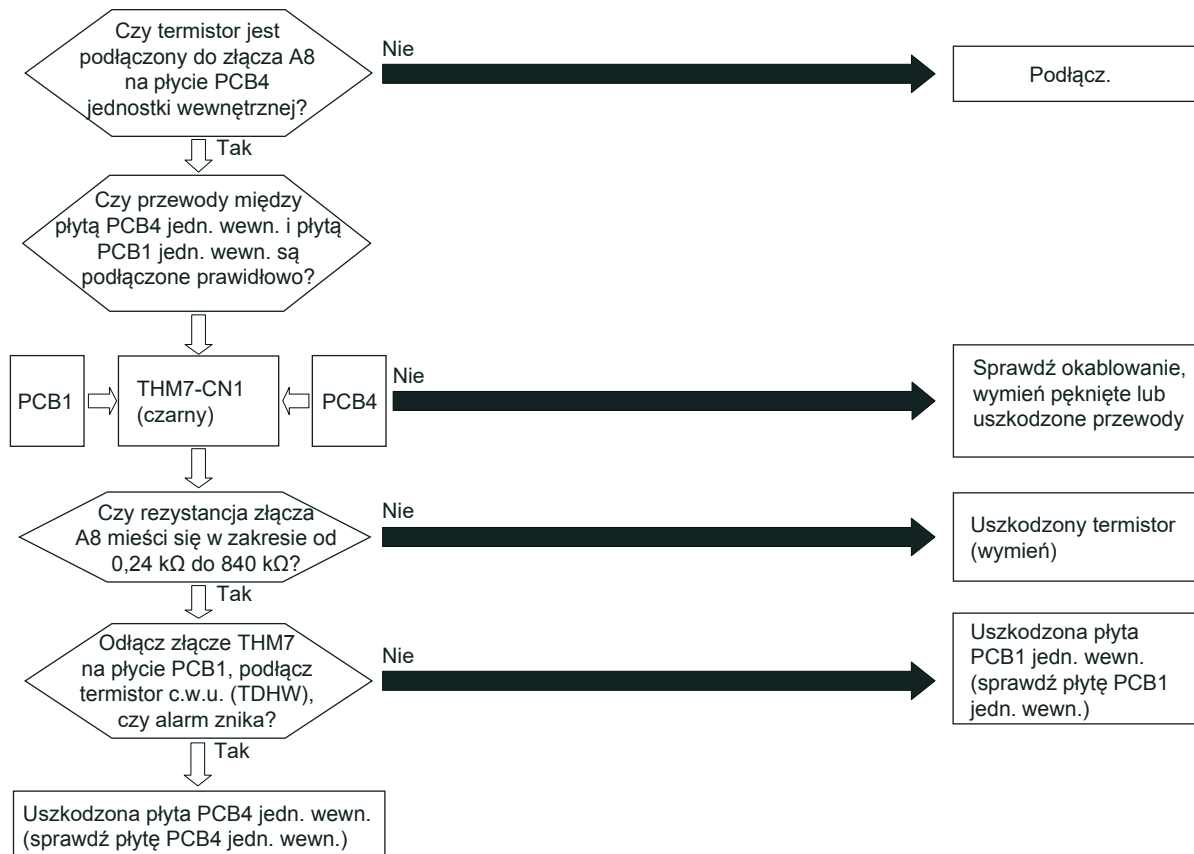 Czy termistor jest
podłączony do złącza A8
na płycie PCB4
jednostki wewnętrznej?
Nie
Podłącz.
Tak
Czy przewody między
płytą PCB4 jedn. wewn. i płytą
PCB1 jedn. wewn. są
podłączone prawidłowo?
PCB1
THM7-CN1
(czarny)
PCB4
Nie
Sprawdź okablowanie,
wymień pęknięte lub
uszkodzone przewody
Czy rezystancja złącza
A8 mieści się w zakresie od
0,24 kΩ do 840 kΩ?
Nie
Uszkodzony termistor
(wymień)
Tak
Odłącz złącze THM7
na płycie PCB1, podłącz
termistor c.w.u. (TDHW),
czy alarm znika?
Nie
Uszkodzona płyta
PCB1 jedn. wewn.
(sprawdź płytę PCB1
jedn. wewn.)
Tak
Uszkodzona płyta PCB4 jedn. wewn.
(sprawdź płytę PCB4 jedn. wewn.)